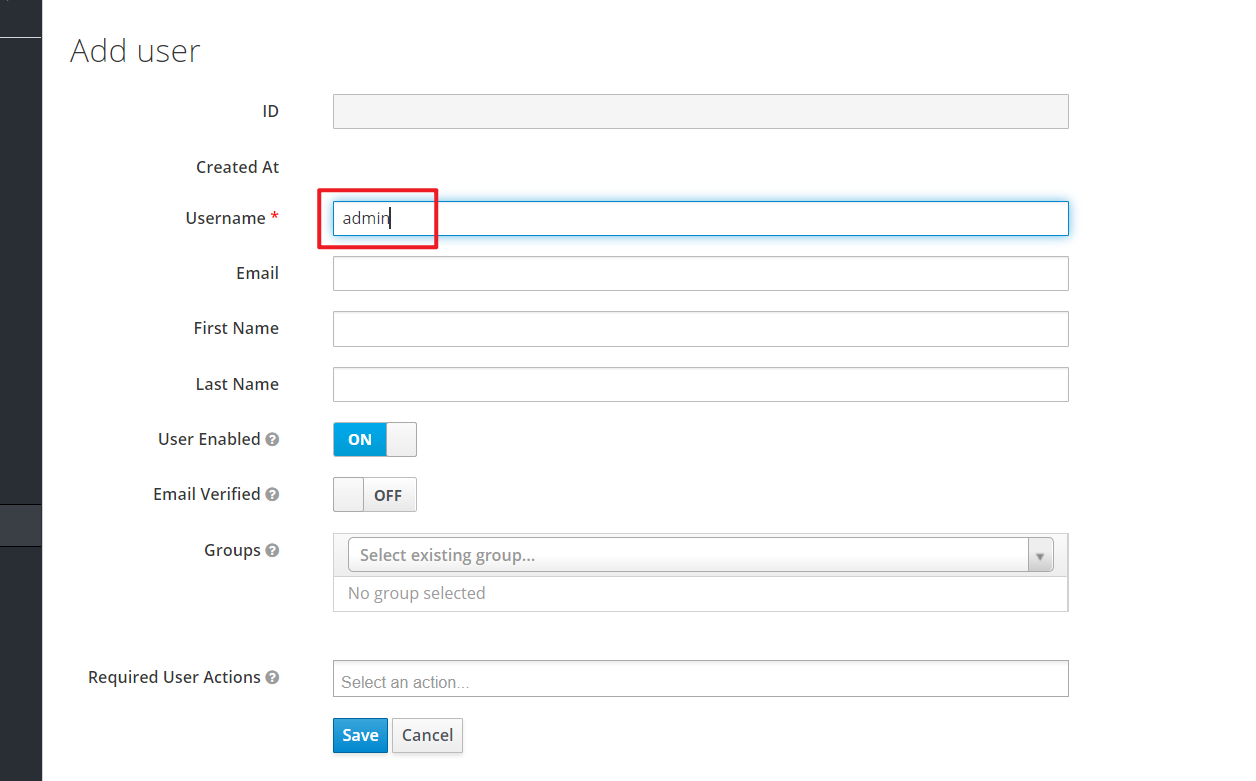 Add user
ID
Created At
Username *
admin
Email
First Name
Last Name
User Enabled ?
ON
Email Verified ?
OFF
Groups ?
Select existing group...
No group selected
Required User Actions ?
Select an action...
Save Cancel